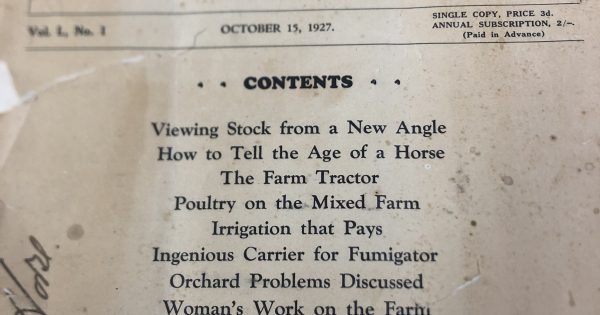 Vol. I., No. 1
OCTOBER 15, 1927.
SINGLE COPY, PRICE 3d.
ANNUAL SUBSCRIPTION, 2/-.
(Paid in Advance)
CONTENTS
Viewing Stock from a New Angle
How to Tell the Age of a Horse
The Farm Tractor
Poultry on the Mixed Farm
Irrigation that Pays
Ingenious Carrier for Fumigator
Orchard Problems Discussed
Woman's Work on the Farm